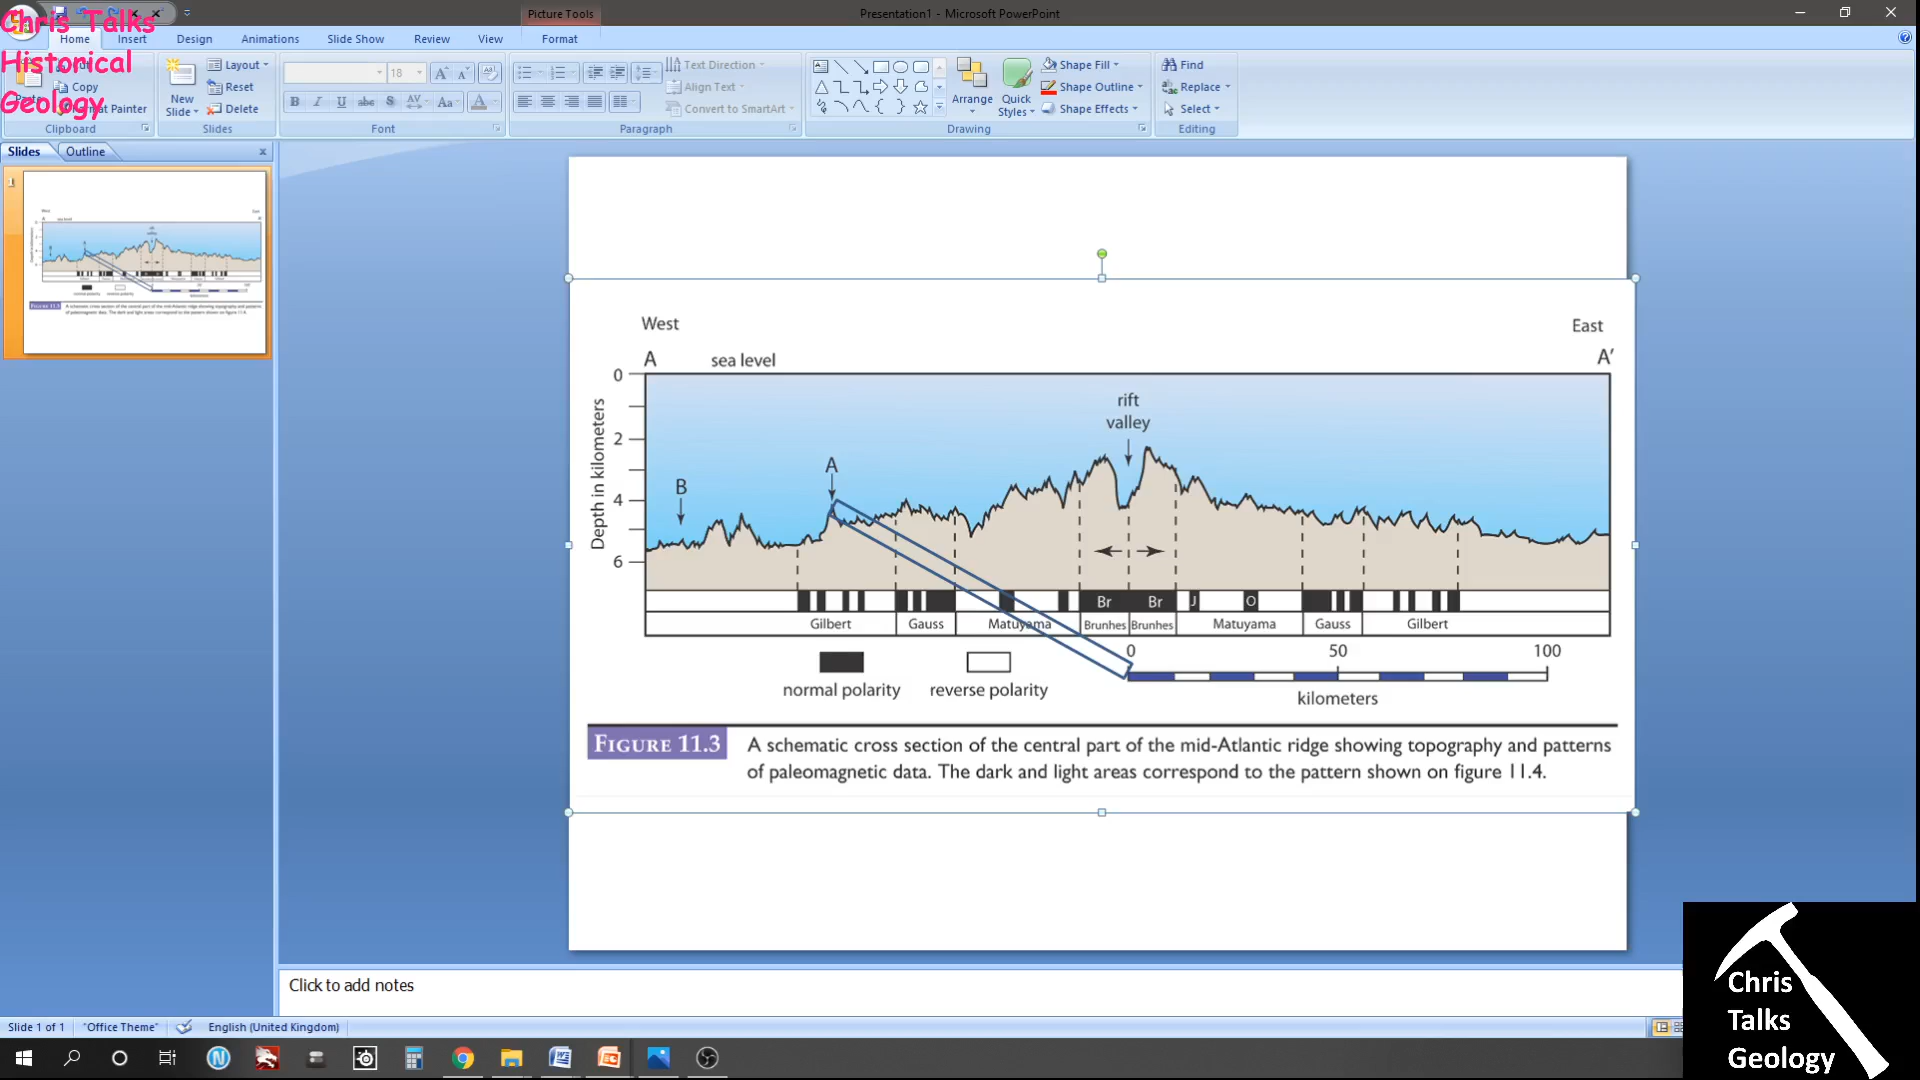 Presentation1 - Microsoft PowerPoint
Picture Tools
Chris Talks
Historical
Geology
Home Insert Design Animations Slide Show Review View Format
Copy
Format Painter
Clipboard
New
Slide
Layout
Reset
Delete
Slides
18
B I U abc S AV Aa A
Font
Text Direction
Align Text
Convert to SmartArt
Paragraph
Arrange
Quick
Styles
Shape Fill
Shape Outline
Shape Effects
Drawing
Find
Replace
Select
Editing
Slides Outline
1
West East
A sea level A'
Depth in kilometers
0
2
4
6
rift
valley
A
B
Br Br J O
Gilbert Gauss Matuyama Brunhes Brunhes Matuyama Gauss Gilbert
normal polarity reverse polarity
0 50 100
kilometers
FIGURE 11.3 A schematic cross section of the central part of the mid-Atlantic ridge showing topography and patterns
of paleomagnetic data. The dark and light areas correspond to the pattern shown on figure 11.4.
Click to add notes
Slide 1 of 1 "Office Theme" English (United Kingdom)
Chris
Talks
Geology